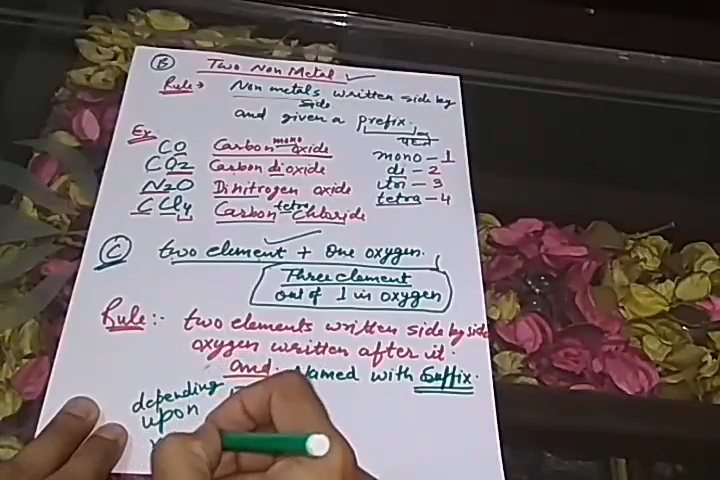 B Two Non Metal ✓
Rule → Non metals written side by
side
and given a prefix.
Ex
CO Carbon mono oxide
CO2 Carbon dioxide
N2O Dinitrogen oxide
CCl4 Carbon tetra chloride
mono - 1
di - 2
tri - 3
tetra - 4
C two element + One oxygen.
Three element
out of 1 in oxygen
Rule:- two elements written side by side
oxygen written after it.
and. Named with Suffix.
depending
upon